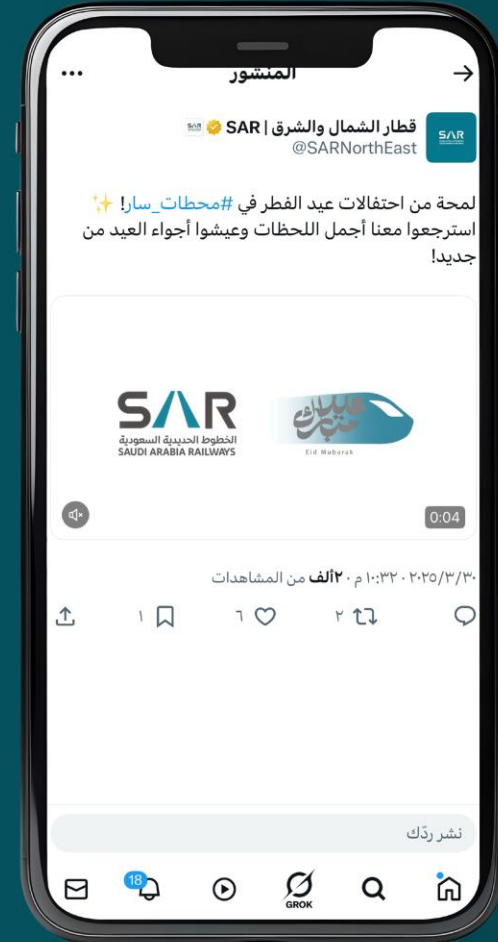 المنشور
قطار الشمال والشرق | SAR
@SARNorthEast
SAR
لمحة من احتفالات عيد الفطر في #محطات_سار! ✨
استرجعوا معنا أجمل اللحظات وعيشوا أجواء العيد من
جديد!
SAR
الخطوط الحديدية السعودية
SAUDI ARABIA RAILWAYS
عيدك مبارك
Eid Mubarak
0:04
٢٠٢٥/٣/٣٠ · ١٠:٣٢ م · ٢ألف من المشاهدات
٢
٦
١
نشر ردّك
18
GROK